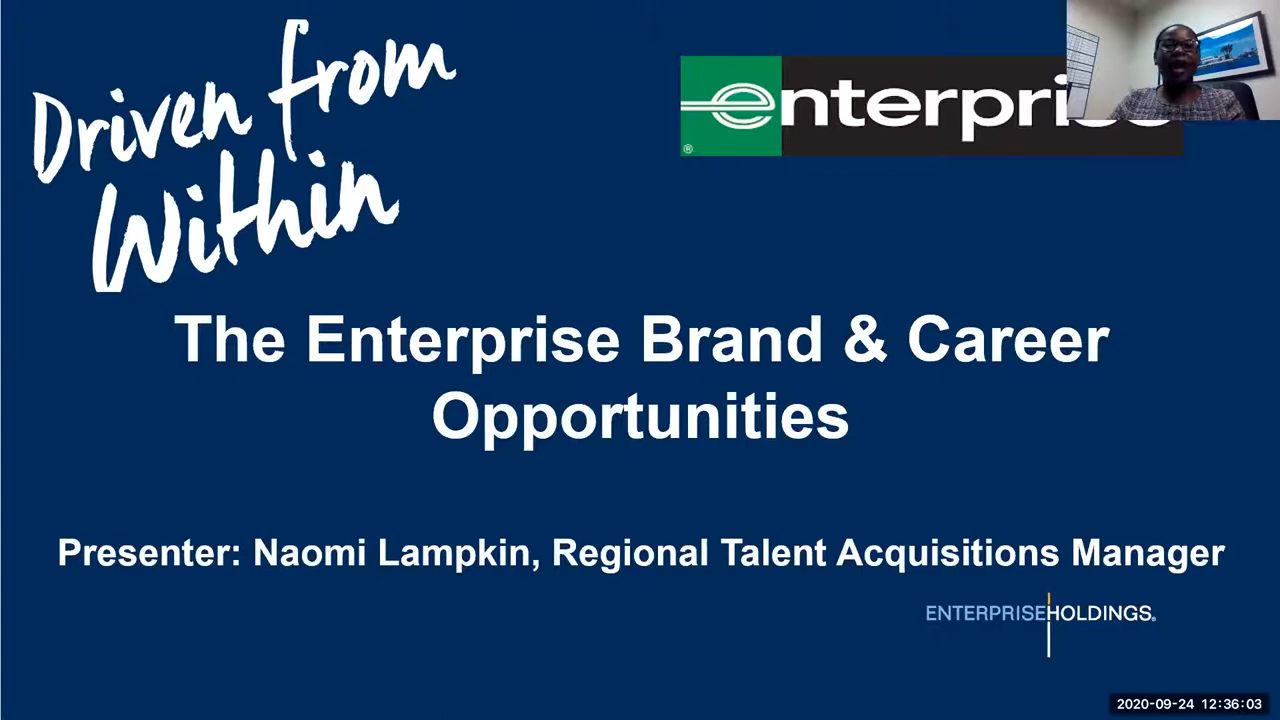 Driven from
Within
enterprise
®
The Enterprise Brand & Career
Opportunities
Presenter: Naomi Lampkin, Regional Talent Acquisitions Manager
ENTERPRISEHOLDINGS®
2020-09-24 12:36:03